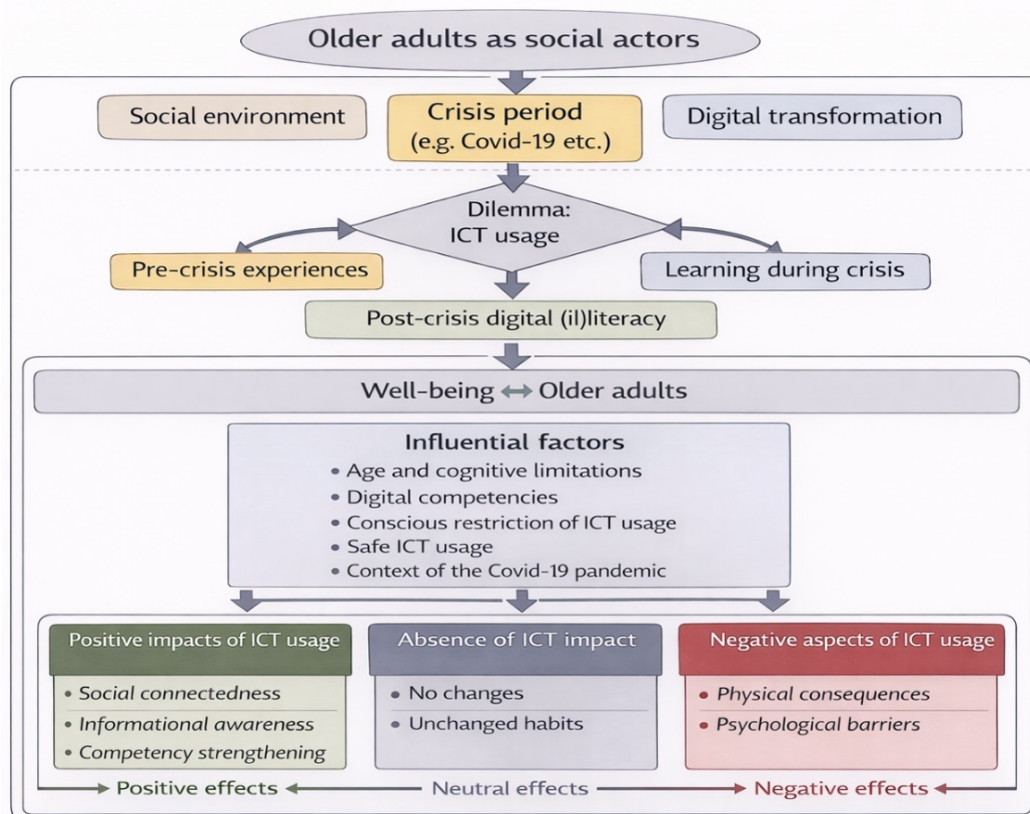 Older adults as social actors
Social environment
Crisis period
(e.g. Covid-19 etc.)
Digital transformation
Dilemma:
ICT usage
Pre-crisis experiences
Learning during crisis
Post-crisis digital (il)literacy
Well-being ↔ Older adults
Influential factors
• Age and cognitive limitations
• Digital competencies
• Conscious restriction of ICT usage
• Safe ICT usage
• Context of the Covid-19 pandemic
Positive impacts of ICT usage
• Social connectedness
• Informational awareness
• Competency strengthening
Absence of ICT impact
• No changes
• Unchanged habits
Negative aspects of ICT usage
• Physical consequences
• Psychological barriers
Positive effects
Neutral effects
Negative effects